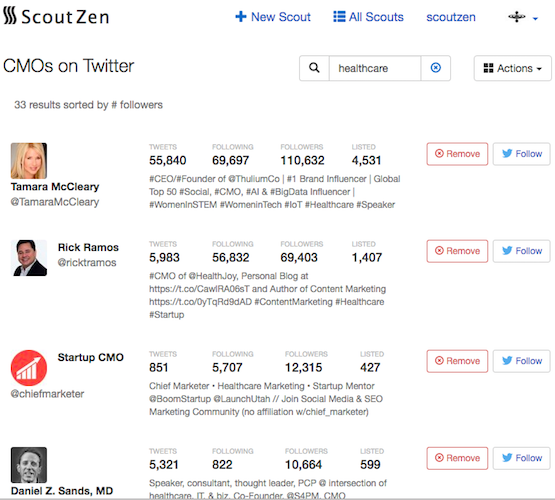 ScoutZen
New Scout
All Scouts
scoutzen
CMOs on Twitter
healthcare
Actions
33 results sorted by # followers
TWEETS FOLLOWING FOLLOWERS LISTED
55,840 69,697 110,632 4,531
Remove
Follow
#CEO/#Founder of @ThuliumCo | #1 Brand Influencer | Global
Top 50 #Social, #CMO, #AI & #BigData Influencer |
#WomenInSTEM #WomeninTech #IoT #Healthcare #Speaker
Tamara McCleary
@TamaraMcCleary
Rick Ramos
@ricktramos
TWEETS FOLLOWING FOLLOWERS LISTED
5,983 56,832 69,403 1,407
Remove
Follow
#CMO of @HealthJoy, Personal Blog at
https://t.co/CawlRA06sT and Author of Content Marketing
https://t.co/0yTqRd9dAD #ContentMarketing #Healthcare
#Startup
Startup CMO
@chiefmarketer
TWEETS FOLLOWING FOLLOWERS LISTED
851 5,707 12,315 427
Remove
Follow
Chief Marketer • Healthcare Marketing • Startup Mentor
@BoomStartup @LaunchUtah // Join Social Media & SEO
Marketing Community (no affiliation w/chief_marketer)
TWEETS FOLLOWING FOLLOWERS LISTED
5,321 822 10,664 599
Remove
Follow
Daniel Z. Sands, MD
Speaker, consultant, thought leader, PCP @ intersection of
healthcare, IT, & biz. Co-Founder, @S4PM, CMO